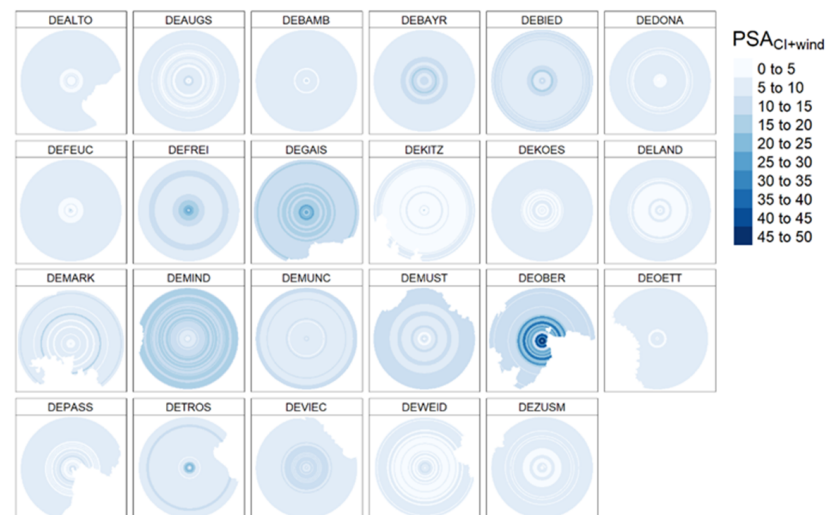 DEALTO DEAUGS DEBAMB DEBAYR DEBIED DEDONA
DEFEUC DEFREI DEGAIS DEKITZ DEKOES DELAND
DEMARK DEMIND DEMUNC DEMUST DEOBER DEOETT
DEPASS DETROS DEVIEC DEWEID DEZUSM
PSACI+wind
0 to 5
5 to 10
10 to 15
15 to 20
20 to 25
25 to 30
30 to 35
35 to 40
40 to 45
45 to 50